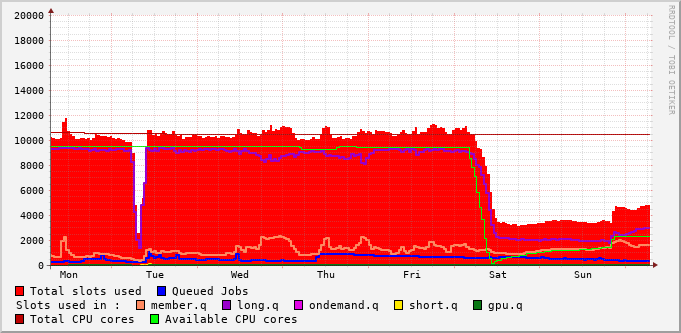 RRDTOOL / TOBI OETIKER
20000
18000
16000
14000
12000
10000
8000
6000
4000
2000
0
Mon Tue Wed Thu Fri Sat Sun
Total slots used Queued Jobs
Slots used in : member.q long.q ondemand.q short.q gpu.q
Total CPU cores Available CPU cores